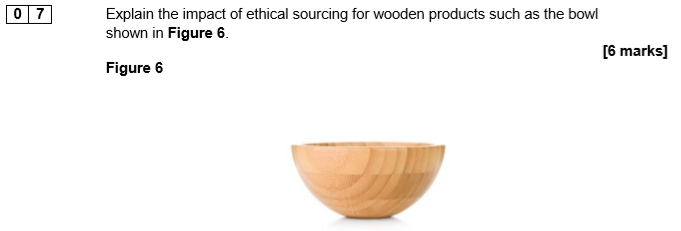 0 7 Explain the impact of ethical sourcing for wooden products such as the bowl
shown in Figure 6.
[6 marks]
Figure 6